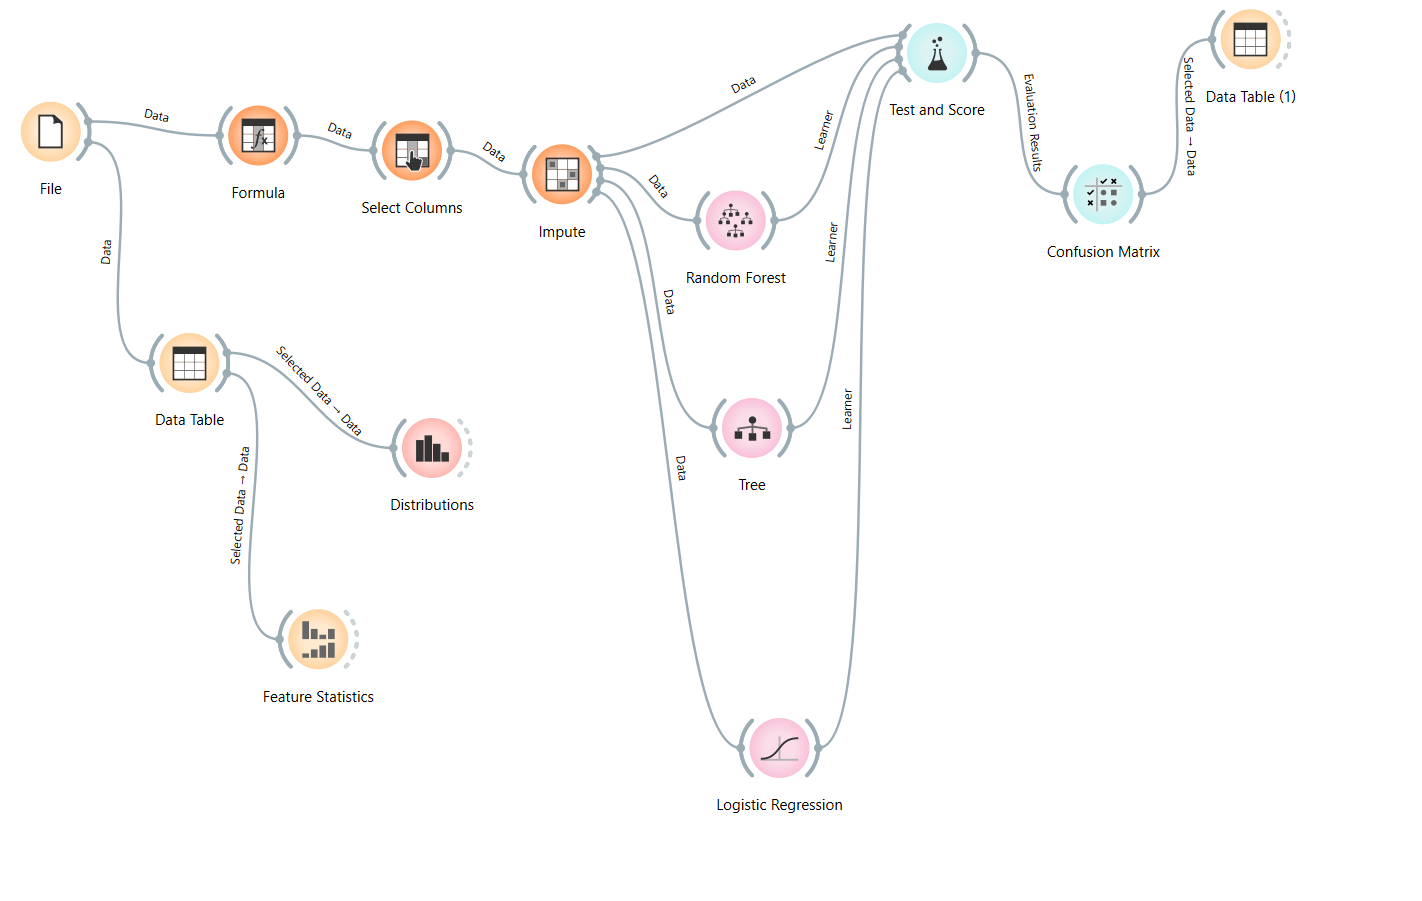 File
Data
Formula
Data
Select Columns
Data
Impute
Data
Data
Random Forest
Learner
Test and Score
Evaluation Results
Confusion Matrix
Selected Data → Data
Data Table (1)
Data
Data Table
Selected Data → Data
Distributions
Selected Data → Data
Feature Statistics
Data
Tree
Learner
Data
Logistic Regression
Learner